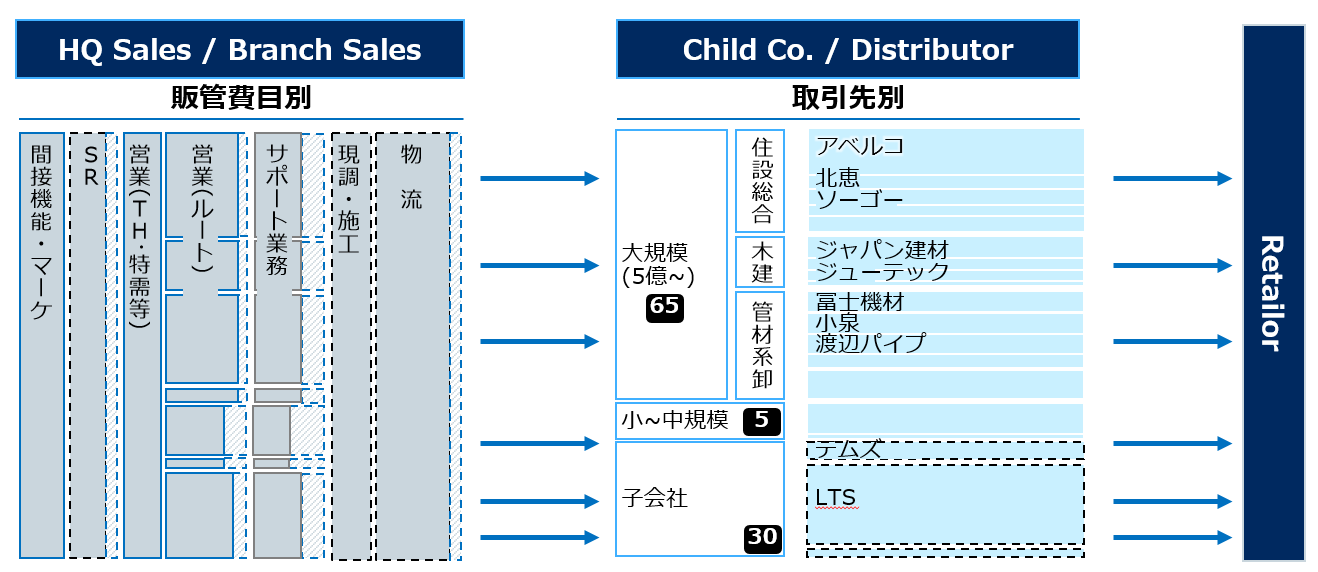 HQ Sales / Branch Sales
販管費目別
間接機能・マーケ
SR
営業(TH・特需等)
営業(ルート)
サポート業務
現調・施工
物流
Child Co. / Distributor
取引先別
大規模
(5億~)
65
住設総合
木建
管材系卸
小~中規模
5
子会社
30
アベルコ
北恵
ソーゴー
ジャパン建材
ジューテック
冨士機材
小泉
渡辺パイプ
テムズ
LTS
Retailor